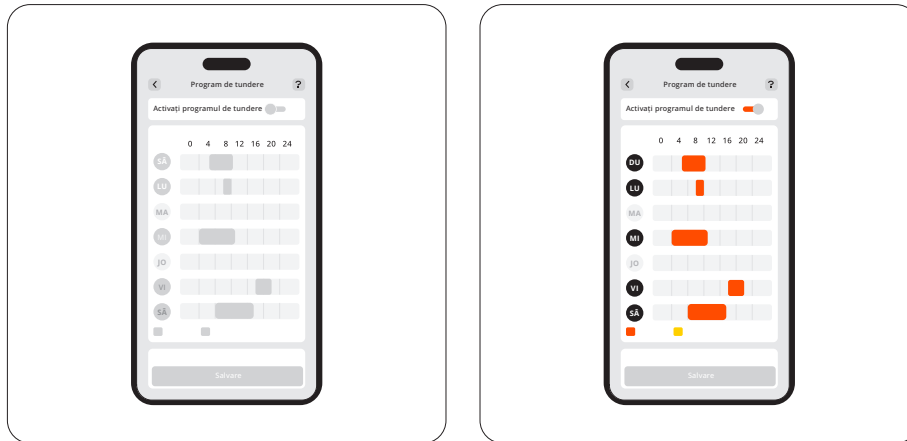 Program de tundere ?
Activați programul de tundere
0 4 8 12 16 20 24
SÂ
LU
MA
MI
JO
VI
SÂ
Salvare
Program de tundere ?
Activați programul de tundere
0 4 8 12 16 20 24
DU
LU
MA
MI
JO
VI
SÂ
Salvare